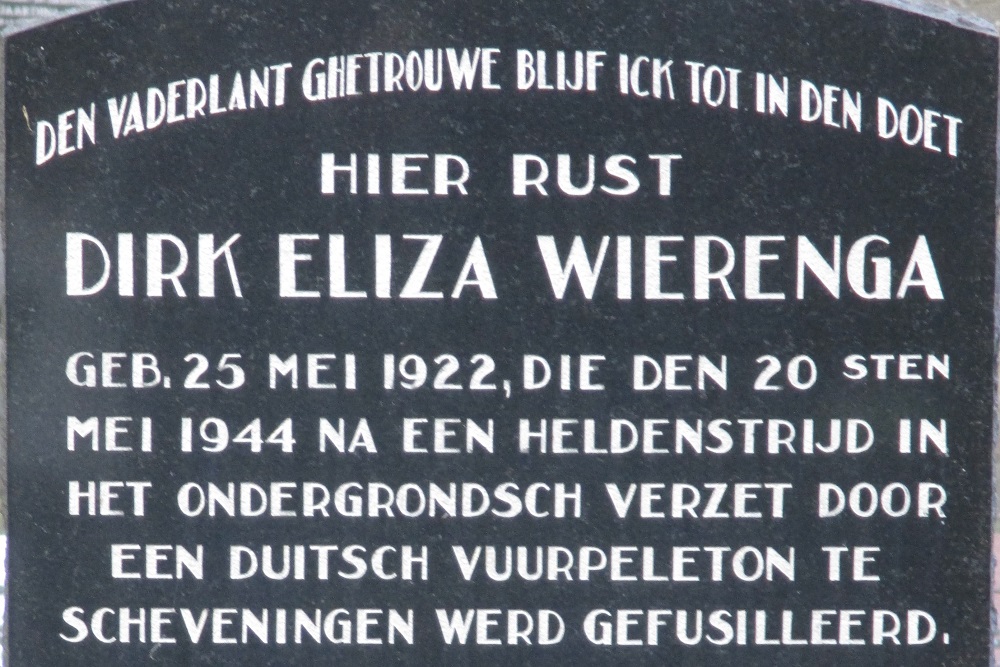 DEN VADERLANT GHETROUWE BLIJF ICK TOT IN DEN DOET
HIER RUST
DIRK ELIZA WIERENGA
GEB. 25 MEI 1922, DIE DEN 20 STEN
MEI 1944 NA EEN HELDENSTRIJD IN
HET ONDERGRONDSCH VERZET DOOR
EEN DUITSCH VUURPELETON TE
SCHEVENINGEN WERD GEFUSILLEERD.